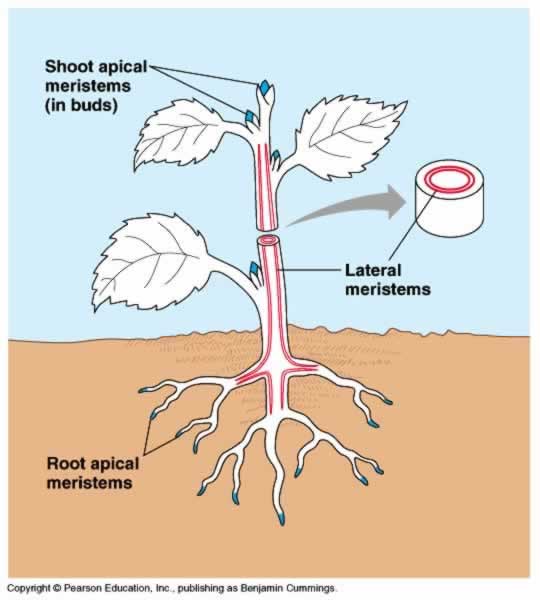 Shoot apical
meristems
(in buds)
Lateral
meristems
Root apical
meristems
Copyright © Pearson Education, Inc., publishing as Benjamin Cummings.